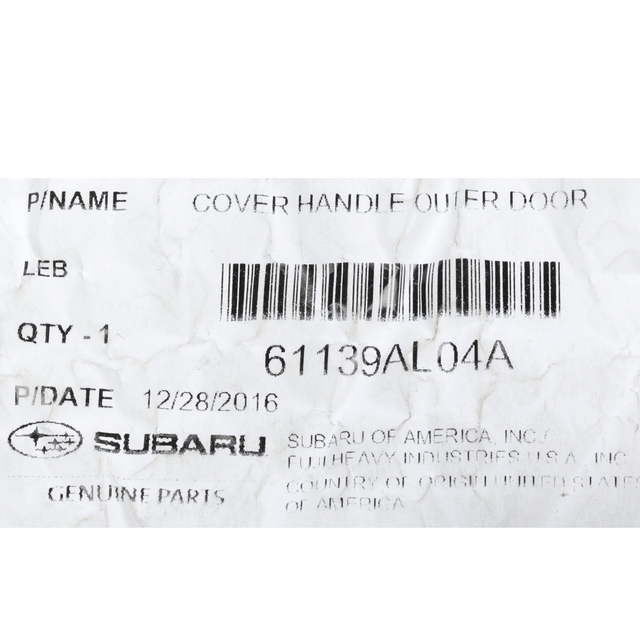 P/NAME COVER HANDLE OUTER DOOR
LEB
QTY - 1
61139AL04A
P/DATE 12/28/2016
SUBARU
GENUINE PARTS
SUBARU OF AMERICA, INC./
FUJI HEAVY INDUSTRIES U.S.A., INC.
COUNTRY OF ORIGIN UNITED STATES
OF AMERICA